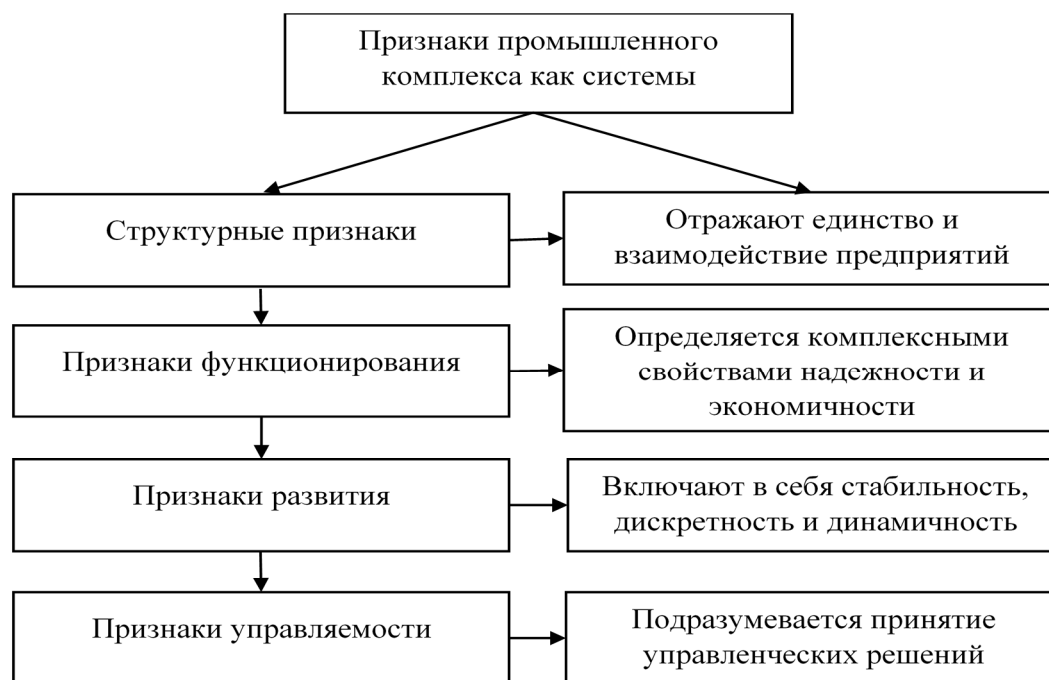 Признаки промышленного
комплекса как системы
Структурные признаки
Отражают единство и
взаимодействие предприятий
Признаки функционирования
Определяется комплексными
свойствами надежности и
экономичности
Признаки развития
Включают в себя стабильность,
дискретность и динамичность
Признаки управляемости
Подразумевается принятие
управленческих решений